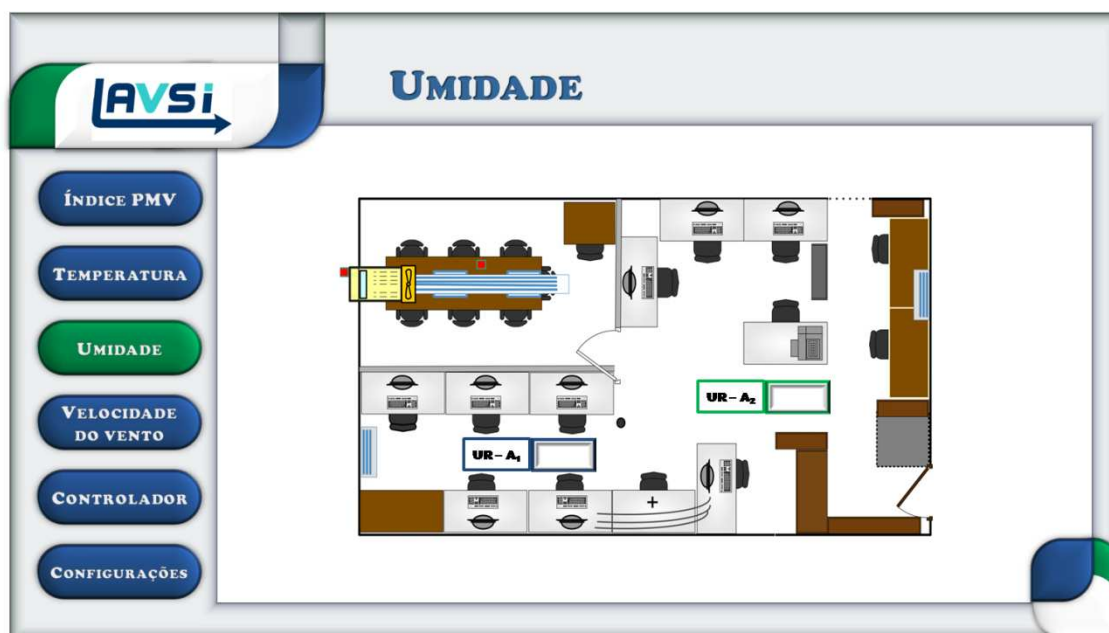 LAVSI
UMIDADE
ÍNDICE PMV
TEMPERATURA
UMIDADE
VELOCIDADE
DO VENTO
CONTROLADOR
CONFIGURAÇÕES
UR – A₂
UR – A₁